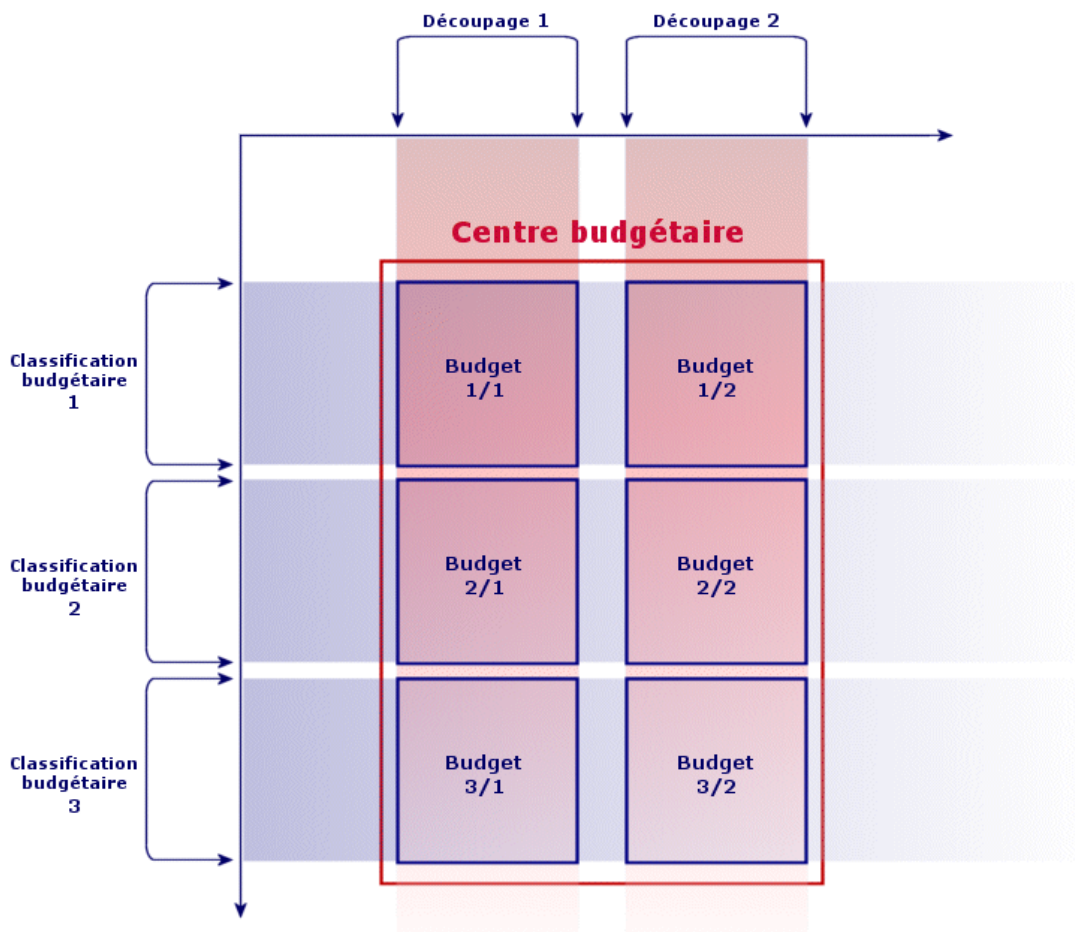 Découpage 1
Découpage 2
Centre budgétaire
Classification
budgétaire
1
Budget
1/1
Budget
1/2
Classification
budgétaire
2
Budget
2/1
Budget
2/2
Classification
budgétaire
3
Budget
3/1
Budget
3/2